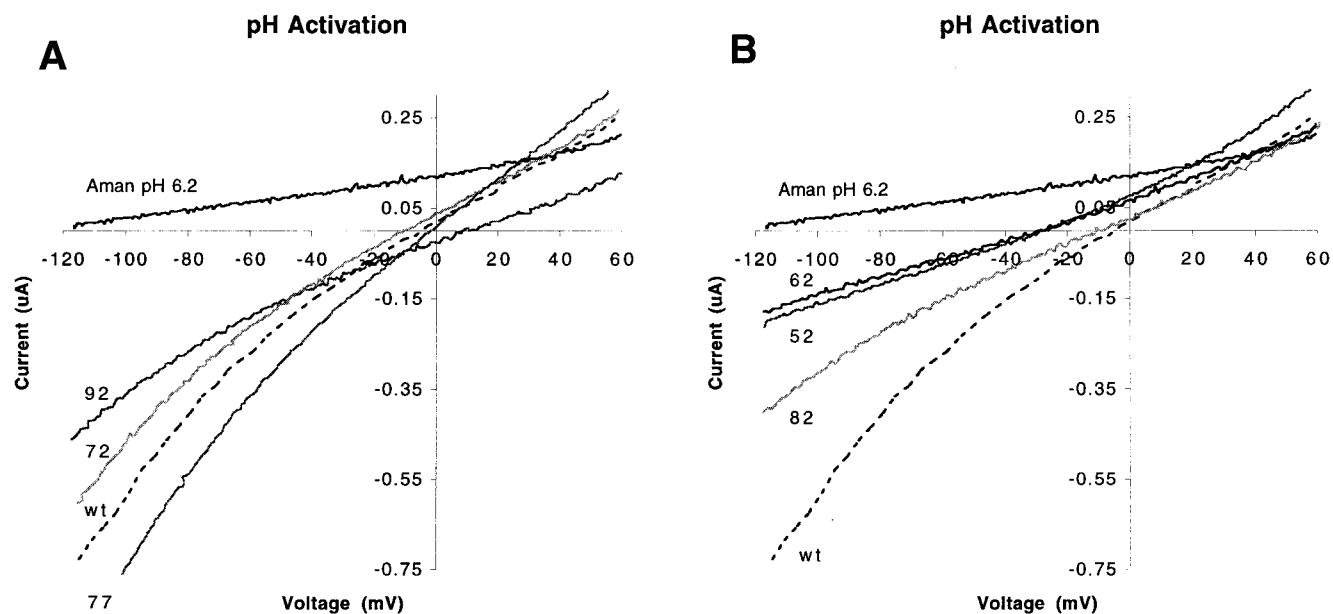 pH Activation
A
0.25
0.05
-0.15
-0.35
-0.55
-0.75
-120 -100 -80 -60 -40 -20 0 20 40 60
Aman pH 6.2
92
72
wt
77
Current (uA)
Voltage (mV)
pH Activation
B
0.25
0.05
-0.15
-0.35
-0.55
-0.75
-120 -100 -80 -60 -40 -20 0 20 40 60
Aman pH 6.2
62
52
82
wt
Current (uA)
Voltage (mV)